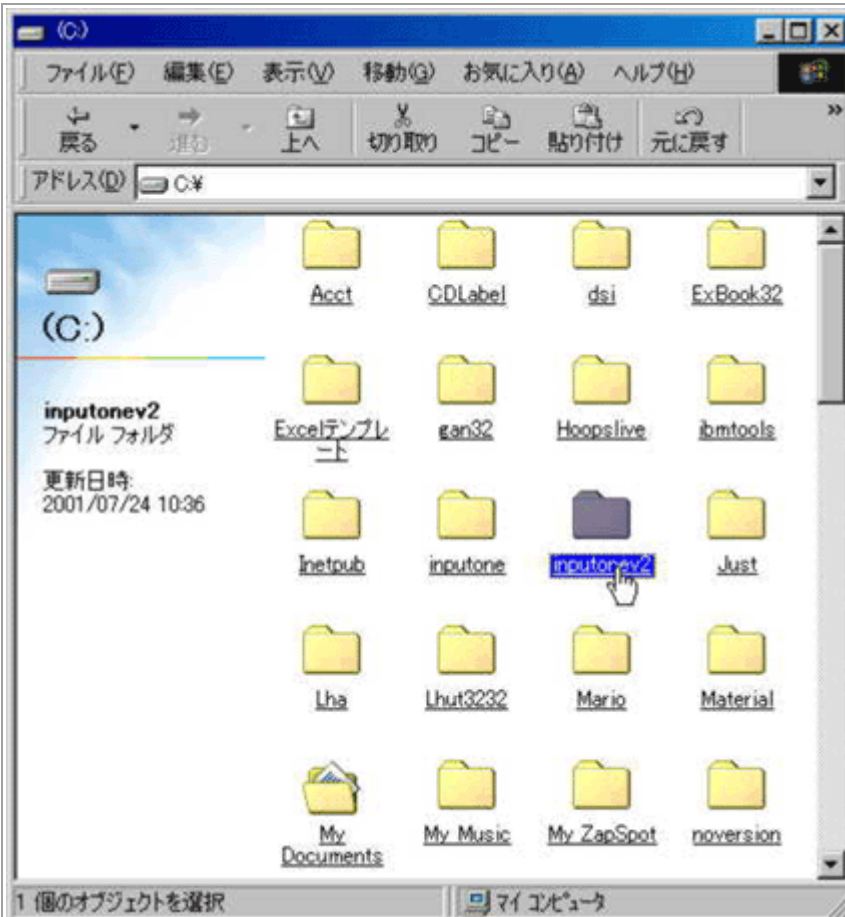 (C:)
ファイル(F) 編集(E) 表示(V) 移動(G) お気に入り(A) ヘルプ(H)
戻る 進む 上へ 切り取り コピー 貼り付け 元に戻す »
アドレス(D) C:¥
(C:)
inputonev2
ファイル フォルダ
更新日時:
2001/07/24 10:36
Acct CDLabel dsi ExBook32
Excelテンプレ
ート
gan32 Hoopslive ibmtools
Inetpub inputone inputonev2 Just
Lha Lhut3232 Mario Material
My
Documents
My Music My ZapSpot noversion
1 個のオブジェクトを選択 マイ コンピュータ